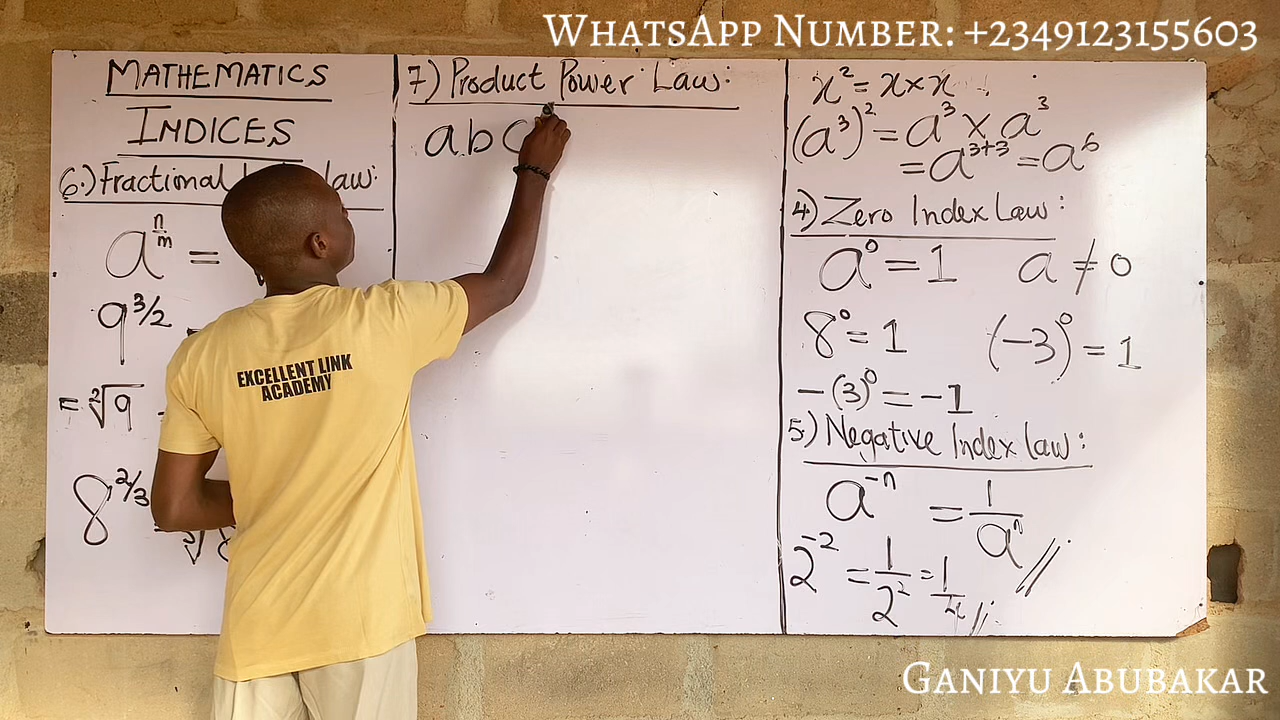 WhatsApp Number: +2349123155603
MATHEMATICS
INDICES
6.) Fractional Law:
a^(n/m) =
9^(3/2)
= ²√9
8^(2/3)
7) Product Power Law:
abc
x² = x × x
(a³)² = a³ × a³
= a³⁺³ = a⁶
4) Zero Index Law:
a⁰ = 1 a ≠ 0
8⁰ = 1 (-3)⁰ = 1
-(3)⁰ = -1
5.) Negative Index law:
a⁻ⁿ = 1/aⁿ //
2⁻² = 1/2² = 1/4 //
EXCELLENT LINK
ACADEMY
Ganiyu Abubakar